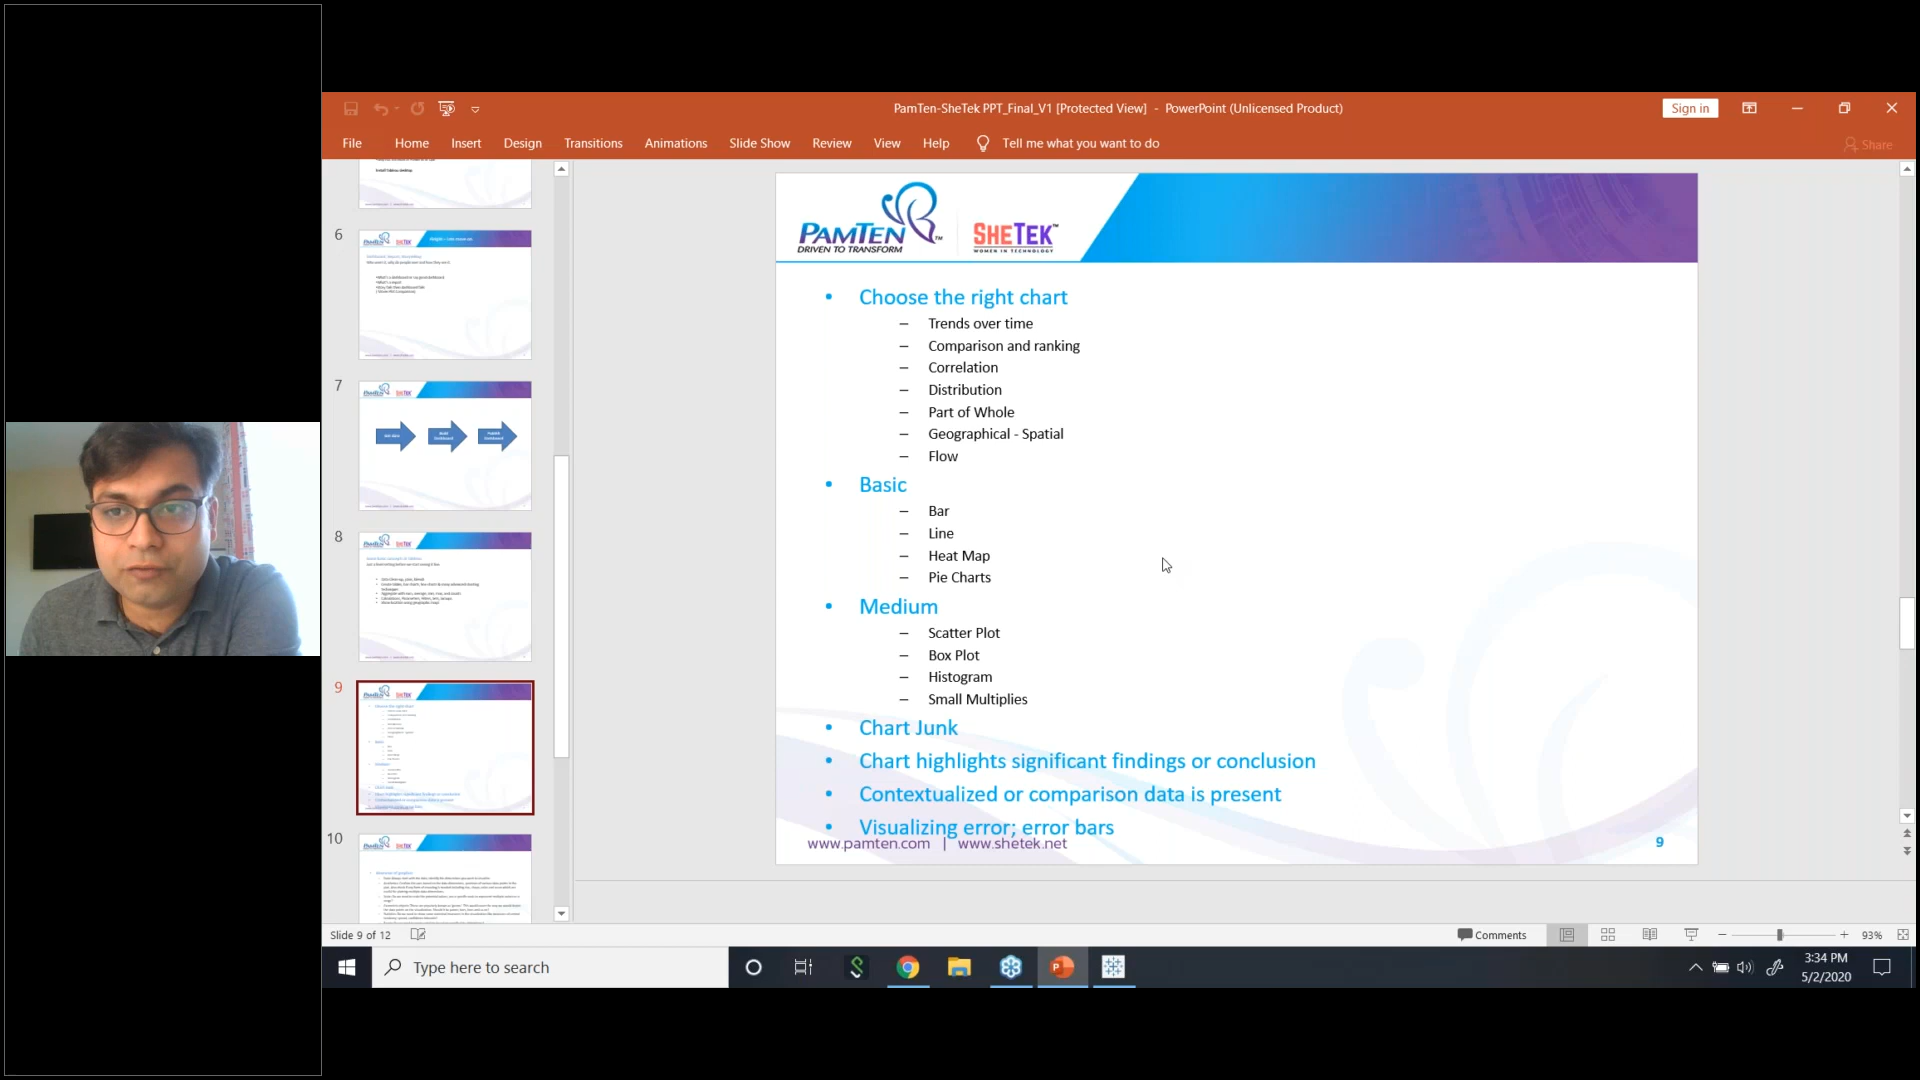 PamTen-SheTek PPT_Final_V1 [Protected View] - PowerPoint (Unlicensed Product)
Sign in
File Home Insert Design Transitions Animations Slide Show Review View Help Tell me what you want to do
Share
6
7
8
9
10
PAMTEN™
DRIVEN TO TRANSFORM
SHETEK™
WOMEN IN TECHNOLOGY
• Choose the right chart
– Trends over time
– Comparison and ranking
– Correlation
– Distribution
– Part of Whole
– Geographical - Spatial
– Flow
• Basic
– Bar
– Line
– Heat Map
– Pie Charts
• Medium
– Scatter Plot
– Box Plot
– Histogram
– Small Multiplies
• Chart Junk
• Chart highlights significant findings or conclusion
• Contextualized or comparison data is present
• Visualizing error; error bars
www.pamten.com | www.shetek.net
9
Slide 9 of 12
Comments
93%
Type here to search
3:34 PM
5/2/2020